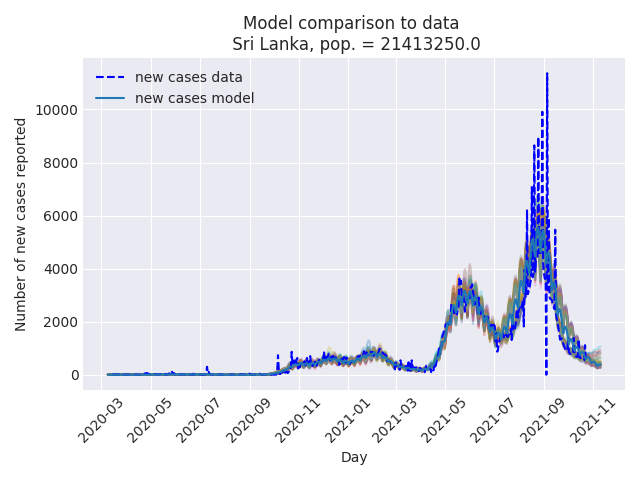 Model comparison to data
Sri Lanka, pop. = 21413250.0
new cases data
new cases model
Number of new cases reported
10000
8000
6000
4000
2000
0
2020-03
2020-05
2020-07
2020-09
2020-11
2021-01
2021-03
2021-05
2021-07
2021-09
2021-11
Day